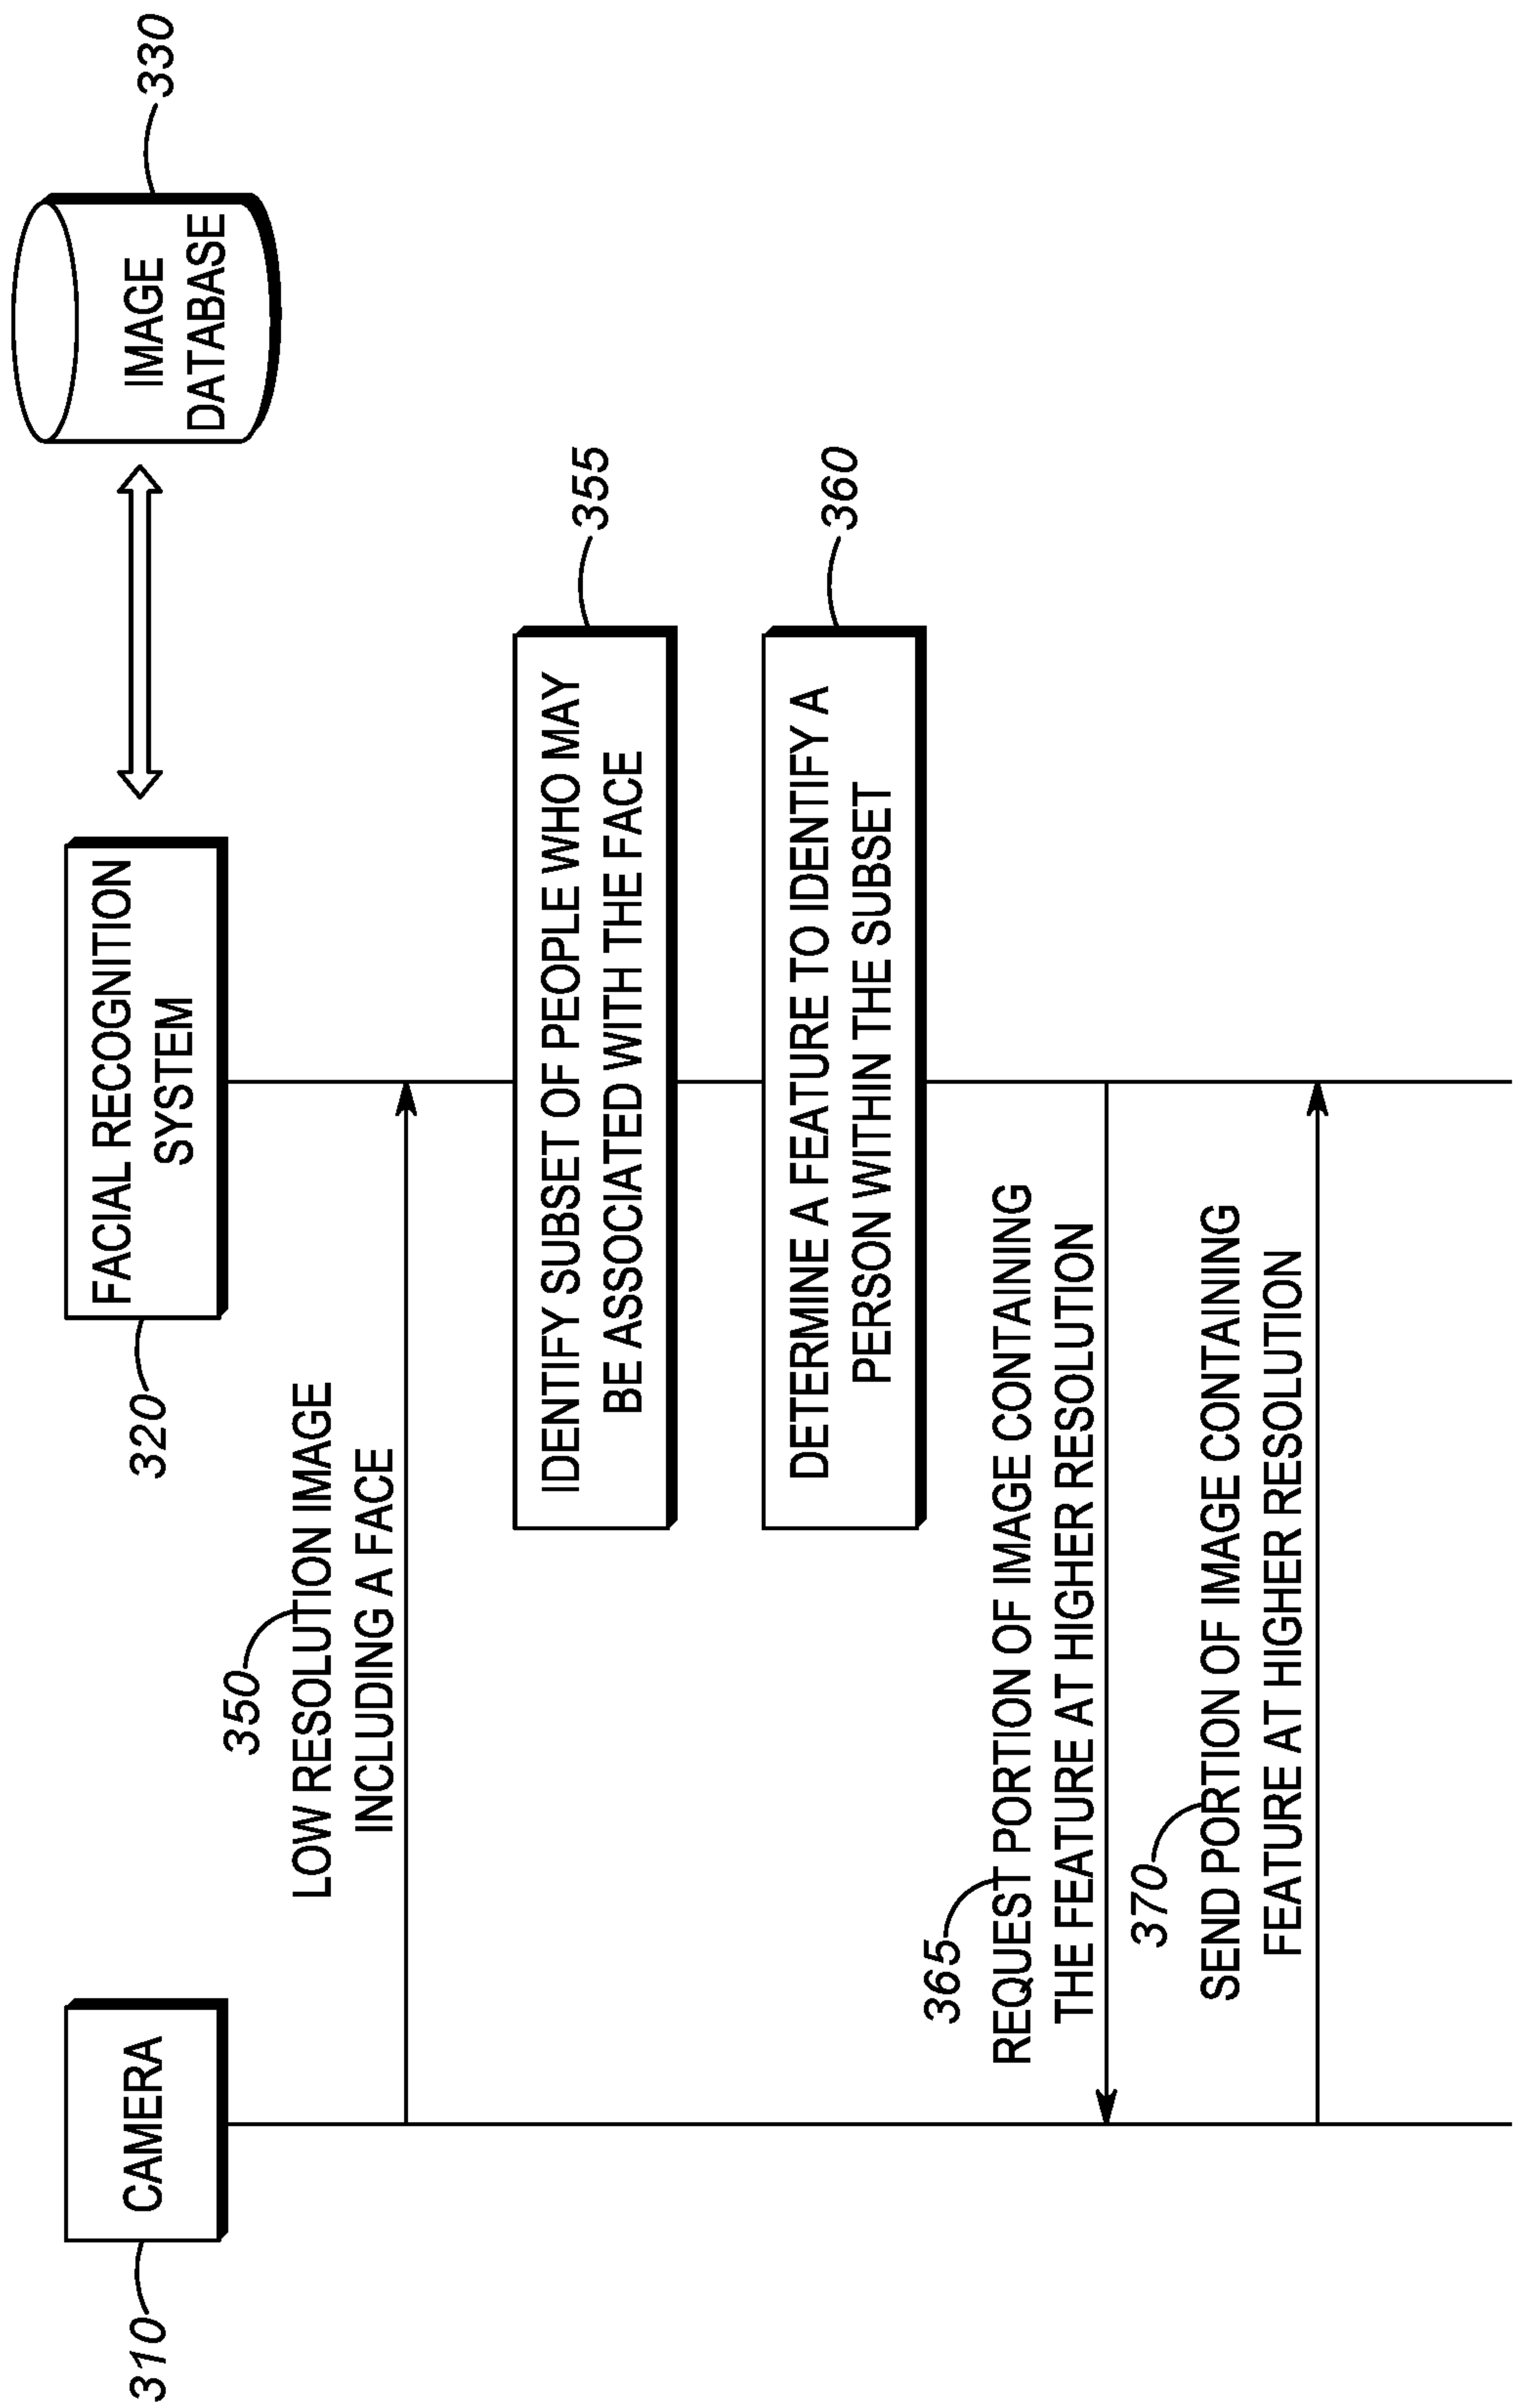 310
CAMERA
320
FACIAL RECOGNITION
SYSTEM
IMAGE
DATABASE
330
350
LOW RESOLUTION IMAGE
INCLUDING A FACE
IDENTIFY SUBSET OF PEOPLE WHO MAY
BE ASSOCIATED WITH THE FACE
355
DETERMINE A FEATURE TO IDENTIFY A
PERSON WITHIN THE SUBSET
360
365
REQUEST PORTION OF IMAGE CONTAINING
THE FEATURE AT HIGHER RESOLUTION
370
SEND PORTION OF IMAGE CONTAINING
FEATURE AT HIGHER RESOLUTION